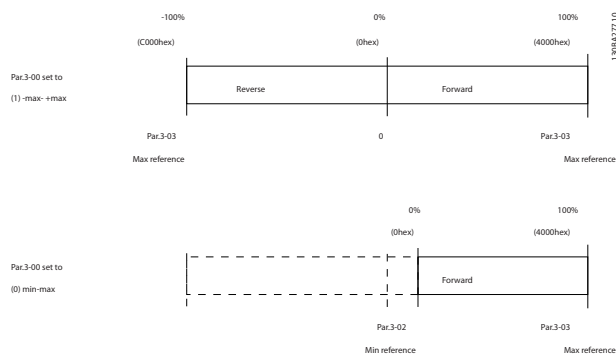 -100% 0% 100%
(C000hex) (0hex) (4000hex)
130BA277.10
Par.3-00 set to
(1) -max- +max
Reverse Forward
Par.3-03 0 Par.3-03
Max reference Max reference
0% 100%
(0hex) (4000hex)
Par.3-00 set to
(0) min-max
Forward
Par.3-02 Par.3-03
Min reference Max reference